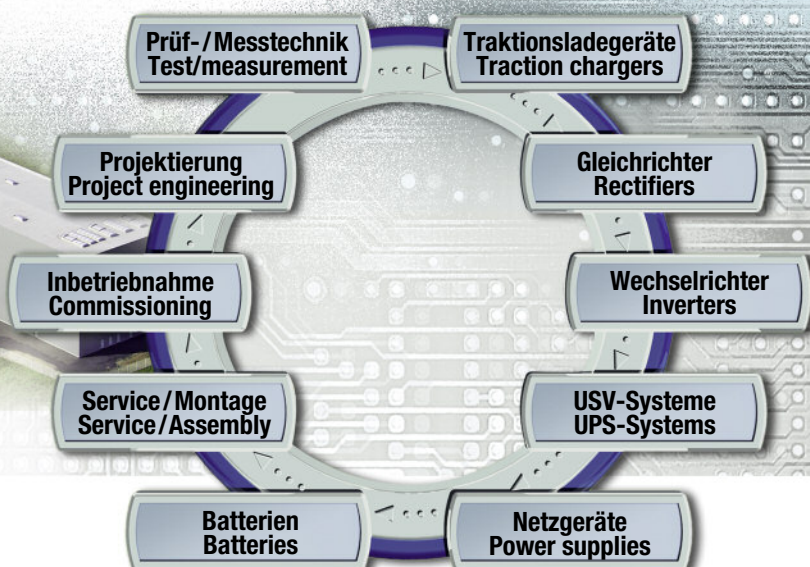 Prüf-/Messtechnik
Test/measurement
Traktionsladegeräte
Traction chargers
Projektierung
Project engineering
Gleichrichter
Rectifiers
Inbetriebnahme
Commissioning
Wechselrichter
Inverters
Service/Montage
Service/Assembly
USV-Systeme
UPS-Systems
Batterien
Batteries
Netzgeräte
Power supplies